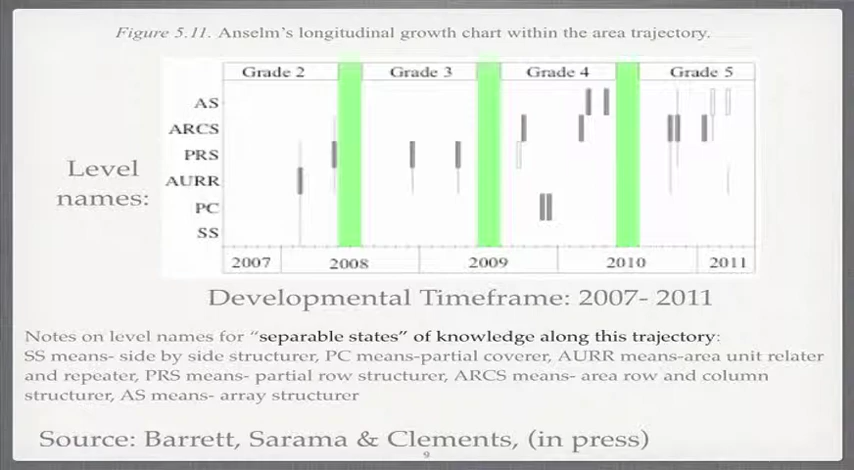 Figure 5.11. Anselm's longitudinal growth chart within the area trajectory.
Grade 2 Grade 3 Grade 4 Grade 5
AS
ARCS
PRS
AURR
PC
SS
Level
names:
2007 2008 2009 2010 2011
Developmental Timeframe: 2007- 2011
Notes on level names for “separable states” of knowledge along this trajectory:
SS means- side by side structurer, PC means-partial coverer, AURR means-area unit relater
and repeater, PRS means- partial row structurer, ARCS means- area row and column
structurer, AS means- array structurer
Source: Barrett, Sarama & Clements, (in press)
9